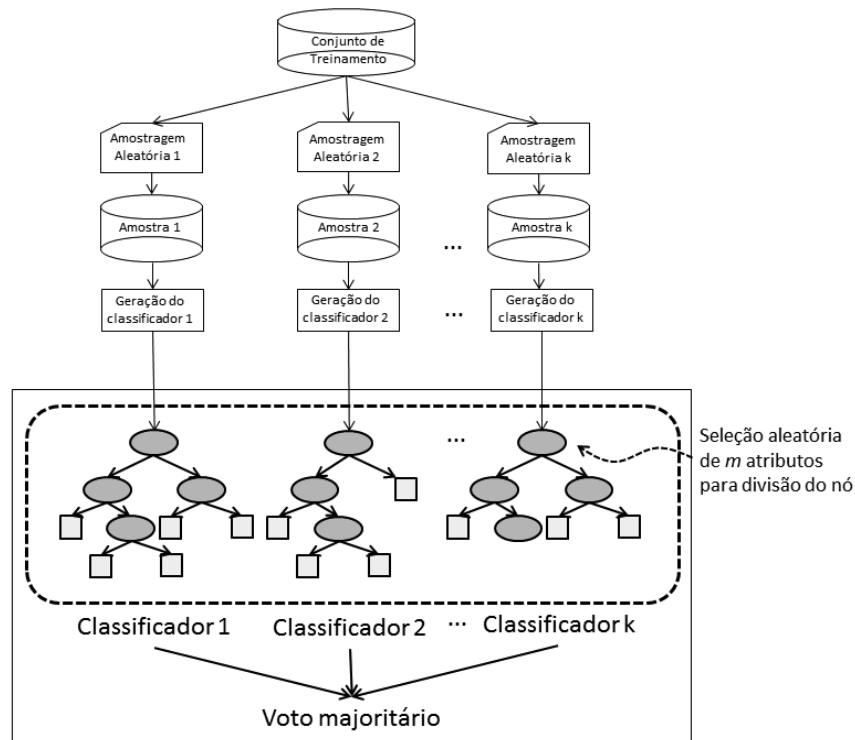 Conjunto de
Treinamento
Amostragem
Aleatória 1
Amostragem
Aleatória 2
Amostragem
Aleatória k
Amostra 1
Amostra 2
...
Amostra k
Geração do
classificador 1
Geração do
classificador 2
...
Geração do
classificador k
...
Seleção aleatória
de m atributos
para divisão do nó
Classificador 1
Classificador 2
...
Classificador k
Voto majoritário